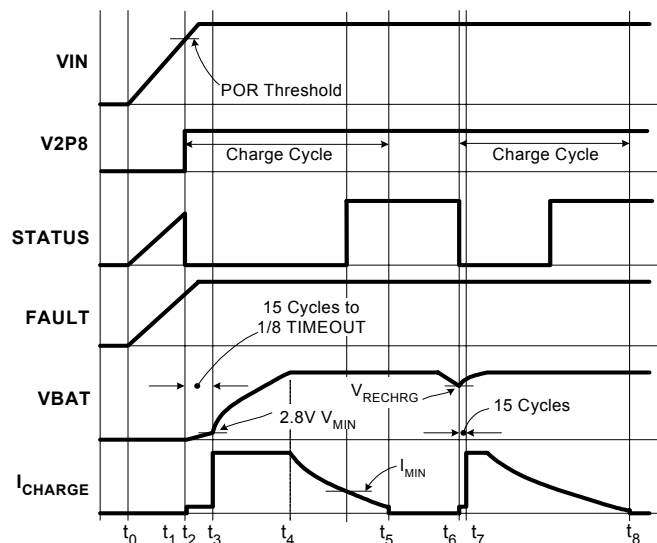 VIN
POR Threshold
V2P8
Charge Cycle
Charge Cycle
STATUS
FAULT
15 Cycles to
1/8 TIMEOUT
VBAT
VRECHRG
2.8V VMIN
15 Cycles
ICHARGE
IMIN
t0 t1 t2 t3 t4 t5 t6 t7 t8